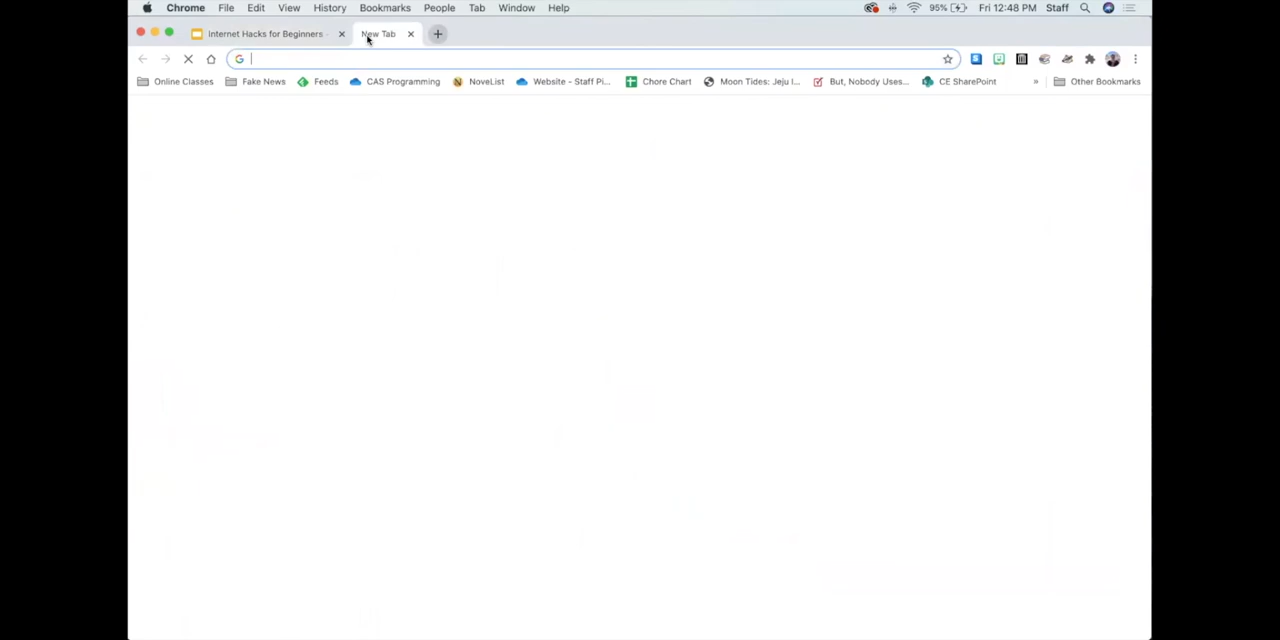 Chrome File Edit View History Bookmarks People Tab Window Help 95% Fri 12:48 PM Staff
Internet Hacks for Beginners New Tab
Online Classes Fake News Feeds CAS Programming NoveList Website - Staff Pi... Chore Chart Moon Tides: Jeju I... But, Nobody Uses... CE SharePoint » Other Bookmarks